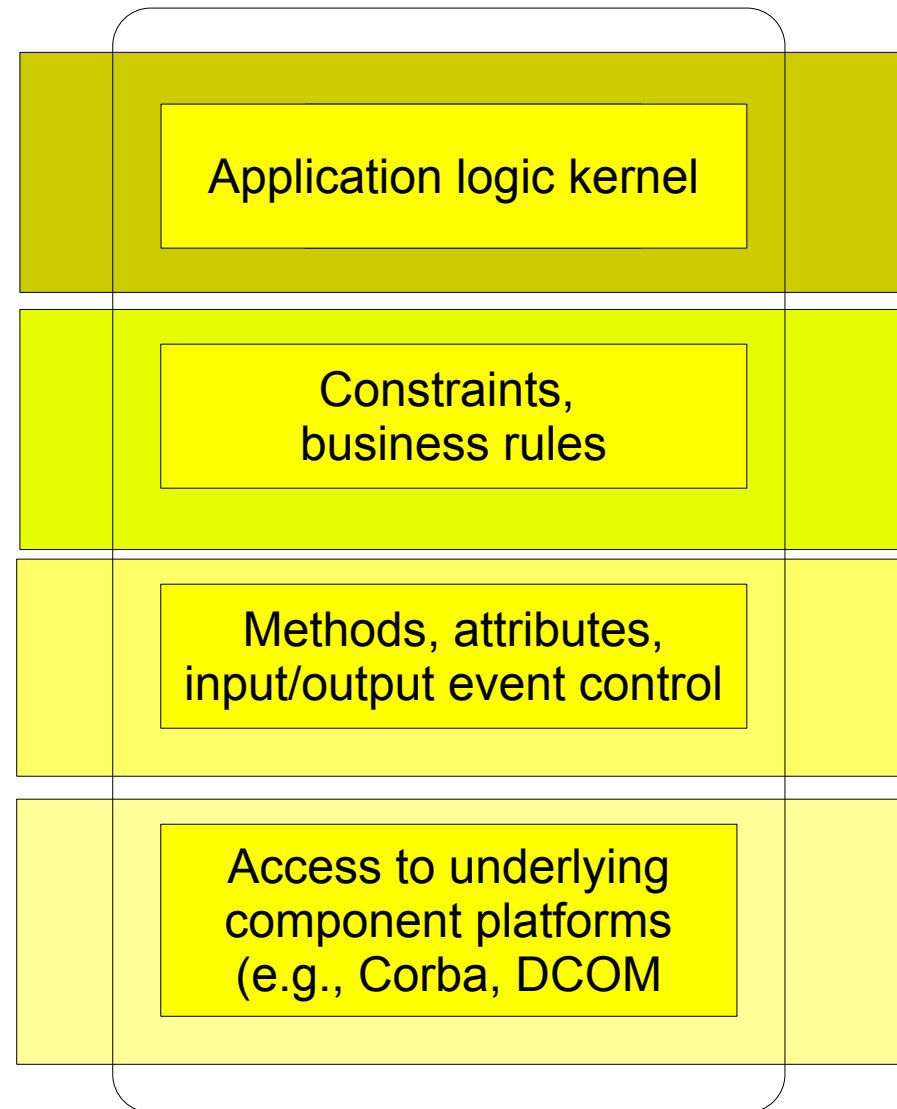 Application logic kernel
Constraints,
business rules
Methods, attributes,
input/output event control
Access to underlying
component platforms
(e.g., Corba, DCOM